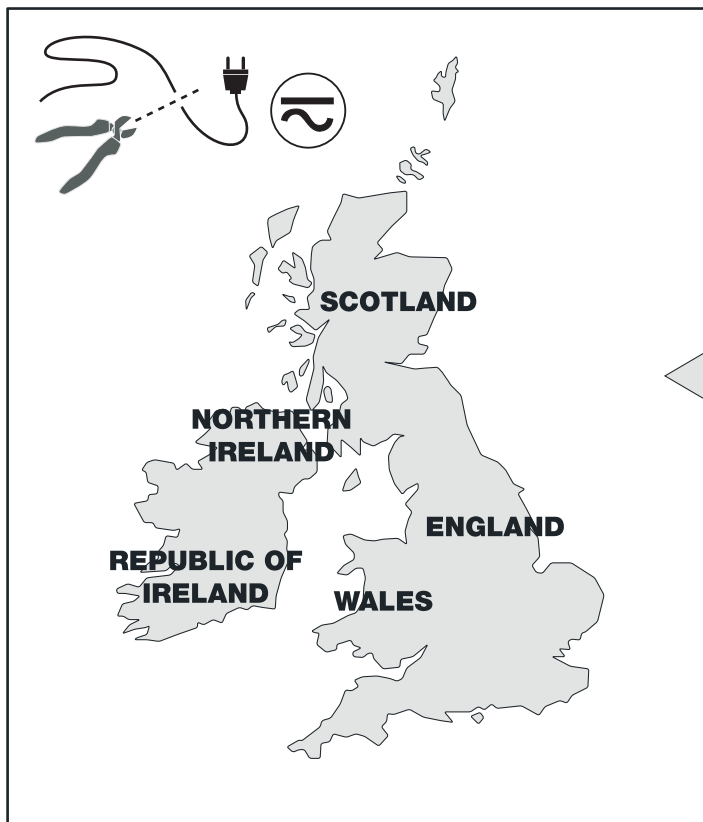 SCOTLAND
NORTHERN
IRELAND
ENGLAND
REPUBLIC OF
IRELAND
WALES